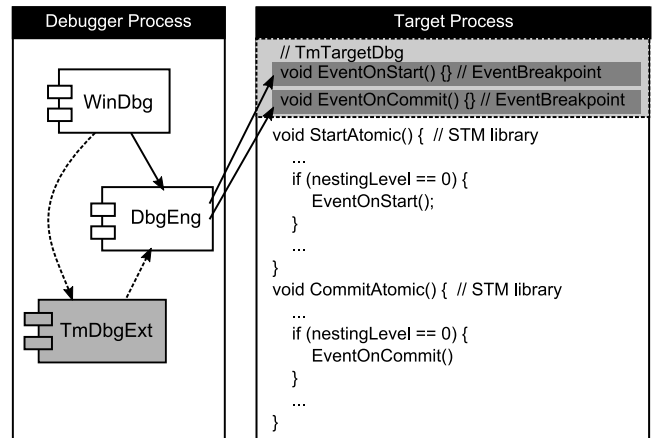 Debugger Process
WinDbg
DbgEng
TmDbgExt
Target Process
// TmTargetDbg
void EventOnStart() {} // EventBreakpoint
void EventOnCommit() {} // EventBreakpoint
void StartAtomic() {  // STM library
...
if (nestingLevel == 0) {
EventOnStart();
}
...
}
void CommitAtomic() {  // STM library
...
if (nestingLevel == 0) {
EventOnCommit()
}
...
}